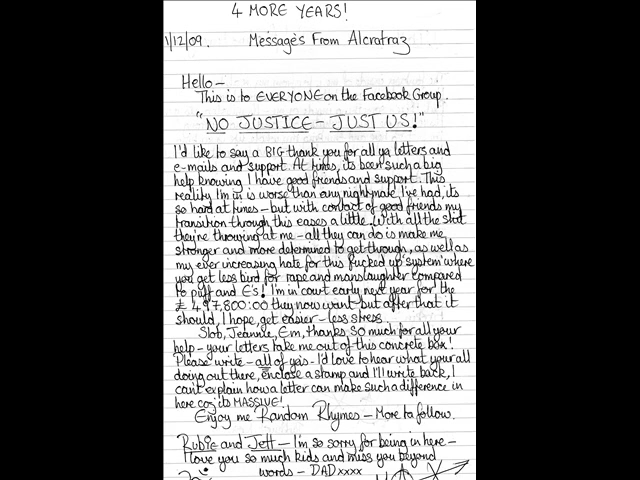 4 MORE YEARS!
1/12/09. Messages From Alcratraz
Hello —
This is to EVERYONE on the Facebook Group.
"NO JUSTICE – JUST US!"
I'd like to say a BIG thank you for all ya letters and
e-mails and support. At times, its been such a big
help knowing I have good friends and support. This
reality I'm in is worse than any nightmare I've had, its
so hard at times – but with contact of good friends my
transition through this eases a little. With all the shit
they're throwing at me – all they can do is make me
stronger and more determined to get through, as well as
my ever increasing hate for this fucked up 'system' where
you get less bird for rape and manslaughter compared
to puff and E's! I'm in court early next year for the
£497,800:00 they now want but after that it
should, I hope, get easier – less stress.
Slob, Jeannie, Em, thanks SO much for all your
help – your letters take me out of this concrete box!
Please write – all of yais – I'd love to hear what your all
doing out there, enclose a stamp and I'll write back, I
can't explain how a letter can make such a difference in
here coz its MASSIVE!
Enjoy me Random Rhymes – More to follow.
Rubie and Jett – I'm so sorry for being in here –
I love you so much kids and miss you beyond
words – DAD xxxx